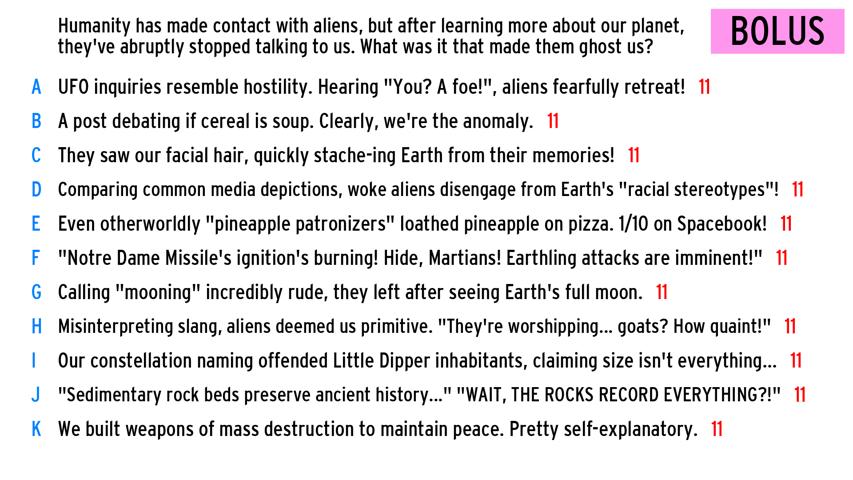 Humanity has made contact with aliens, but after learning more about our planet,
they've abruptly stopped talking to us. What was it that made them ghost us?
BOLUS
A UFO inquiries resemble hostility. Hearing "You? A foe!", aliens fearfully retreat! 11
B A post debating if cereal is soup. Clearly, we're the anomaly. 11
C They saw our facial hair, quickly stache-ing Earth from their memories! 11
D Comparing common media depictions, woke aliens disengage from Earth's "racial stereotypes"! 11
E Even otherworldly "pineapple patronizers" loathed pineapple on pizza. 1/10 on Spacebook! 11
F "Notre Dame Missile's ignition's burning! Hide, Martians! Earthling attacks are imminent!" 11
G Calling "mooning" incredibly rude, they left after seeing Earth's full moon. 11
H Misinterpreting slang, aliens deemed us primitive. "They're worshipping... goats? How quaint!" 11
I Our constellation naming offended Little Dipper inhabitants, claiming size isn't everything... 11
J "Sedimentary rock beds preserve ancient history..." "WAIT, THE ROCKS RECORD EVERYTHING?!" 11
K We built weapons of mass destruction to maintain peace. Pretty self-explanatory. 11